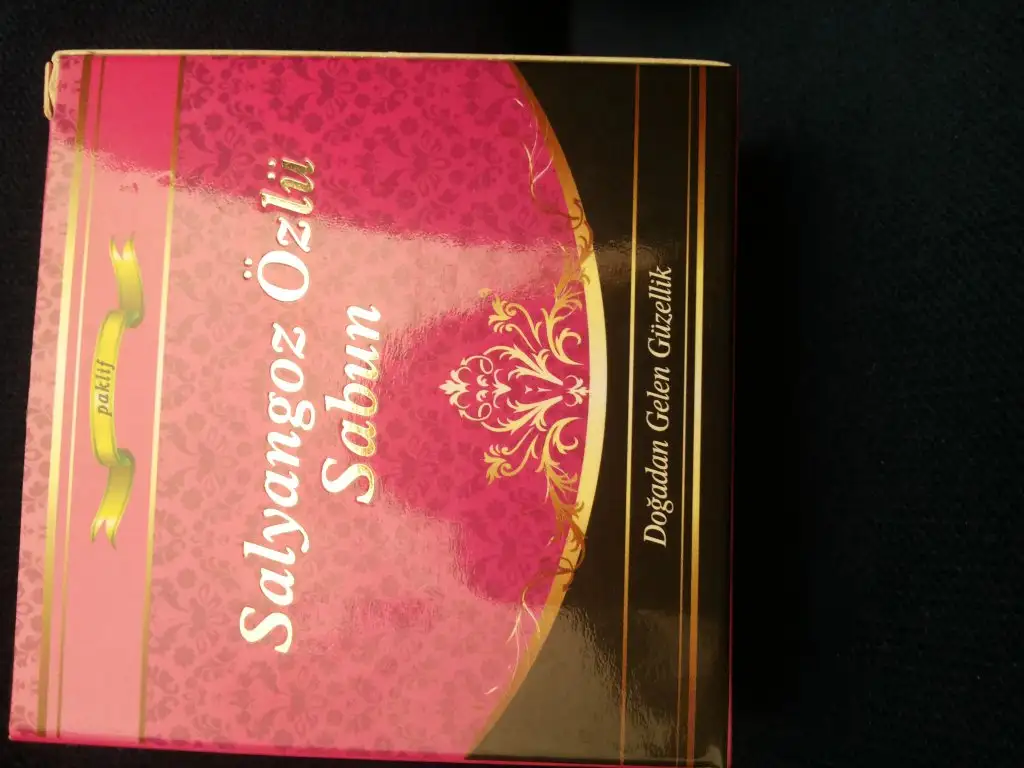 paklif
Salyangoz Özlü
Sabun
Doğadan Gelen Güzellik